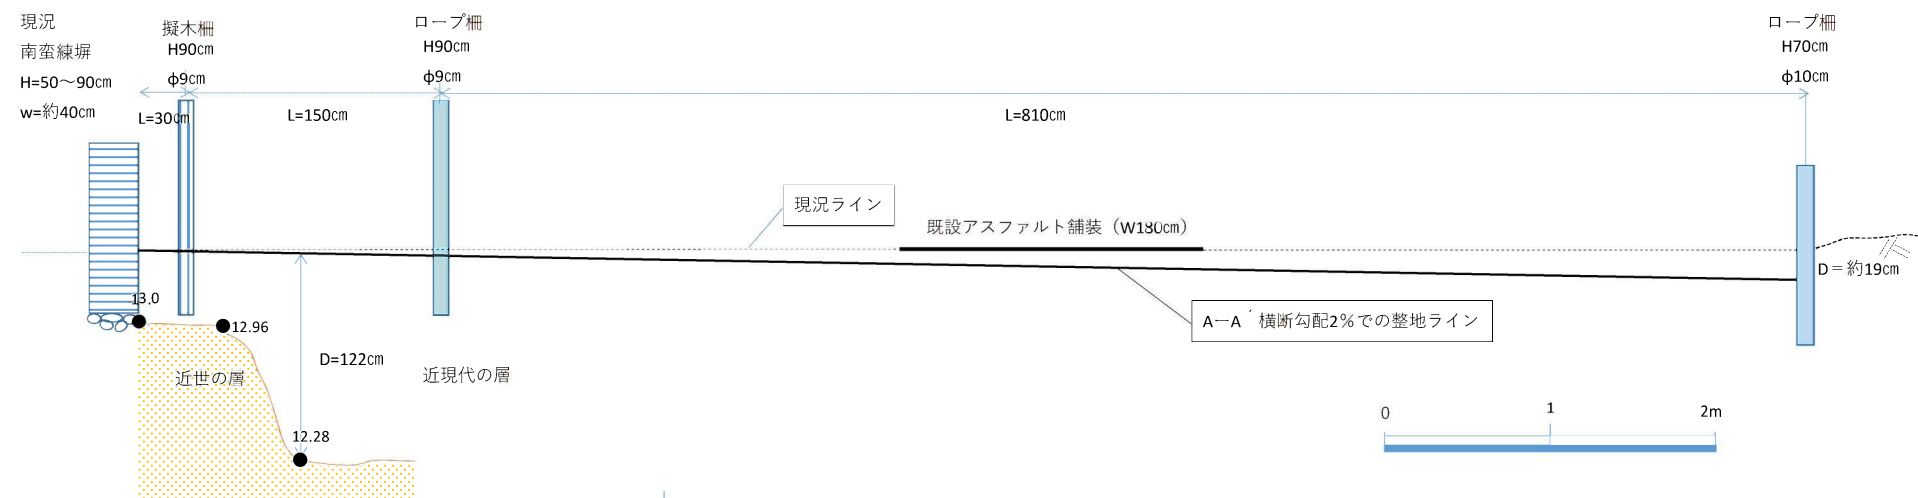 現況
南蛮練塀
H=50～90㎝
w=約40㎝
擬木柵
H90㎝
φ9㎝
ロープ柵
H90㎝
φ9㎝
ロープ柵
H70㎝
φ10㎝
L=30㎝
L=150㎝
L=810㎝
現況ライン
既設アスファルト舗装（W180㎝）
D＝約19㎝
A－A´横断勾配2％での整地ライン
13.0
12.96
D=122㎝
近世の層
近現代の層
12.28
0 1 2m